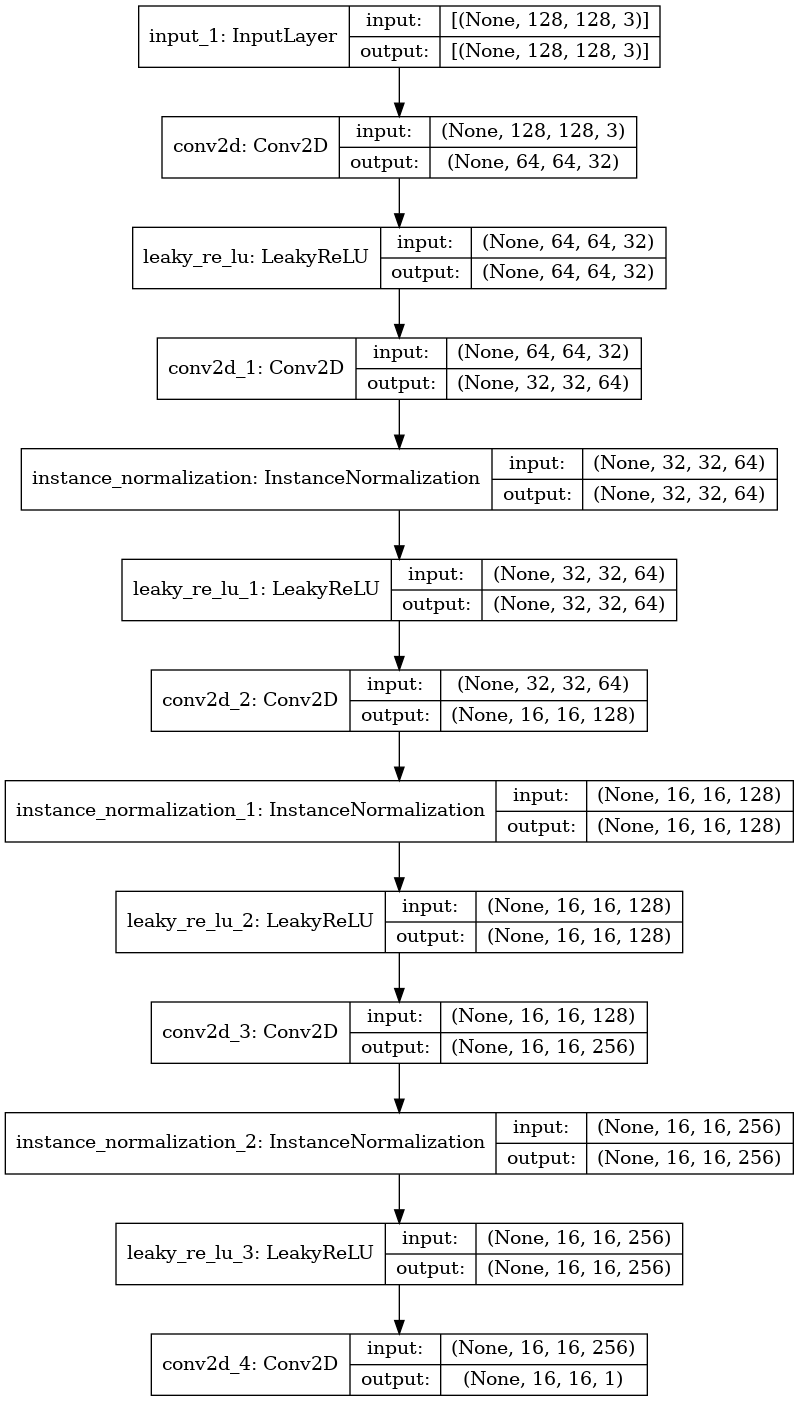 input_1: InputLayer
input: [(None, 128, 128, 3)]
output: [(None, 128, 128, 3)]
conv2d: Conv2D
input: (None, 128, 128, 3)
output: (None, 64, 64, 32)
leaky_re_lu: LeakyReLU
input: (None, 64, 64, 32)
output: (None, 64, 64, 32)
conv2d_1: Conv2D
input: (None, 64, 64, 32)
output: (None, 32, 32, 64)
instance_normalization: InstanceNormalization
input: (None, 32, 32, 64)
output: (None, 32, 32, 64)
leaky_re_lu_1: LeakyReLU
input: (None, 32, 32, 64)
output: (None, 32, 32, 64)
conv2d_2: Conv2D
input: (None, 32, 32, 64)
output: (None, 16, 16, 128)
instance_normalization_1: InstanceNormalization
input: (None, 16, 16, 128)
output: (None, 16, 16, 128)
leaky_re_lu_2: LeakyReLU
input: (None, 16, 16, 128)
output: (None, 16, 16, 128)
conv2d_3: Conv2D
input: (None, 16, 16, 128)
output: (None, 16, 16, 256)
instance_normalization_2: InstanceNormalization
input: (None, 16, 16, 256)
output: (None, 16, 16, 256)
leaky_re_lu_3: LeakyReLU
input: (None, 16, 16, 256)
output: (None, 16, 16, 256)
conv2d_4: Conv2D
input: (None, 16, 16, 256)
output: (None, 16, 16, 1)